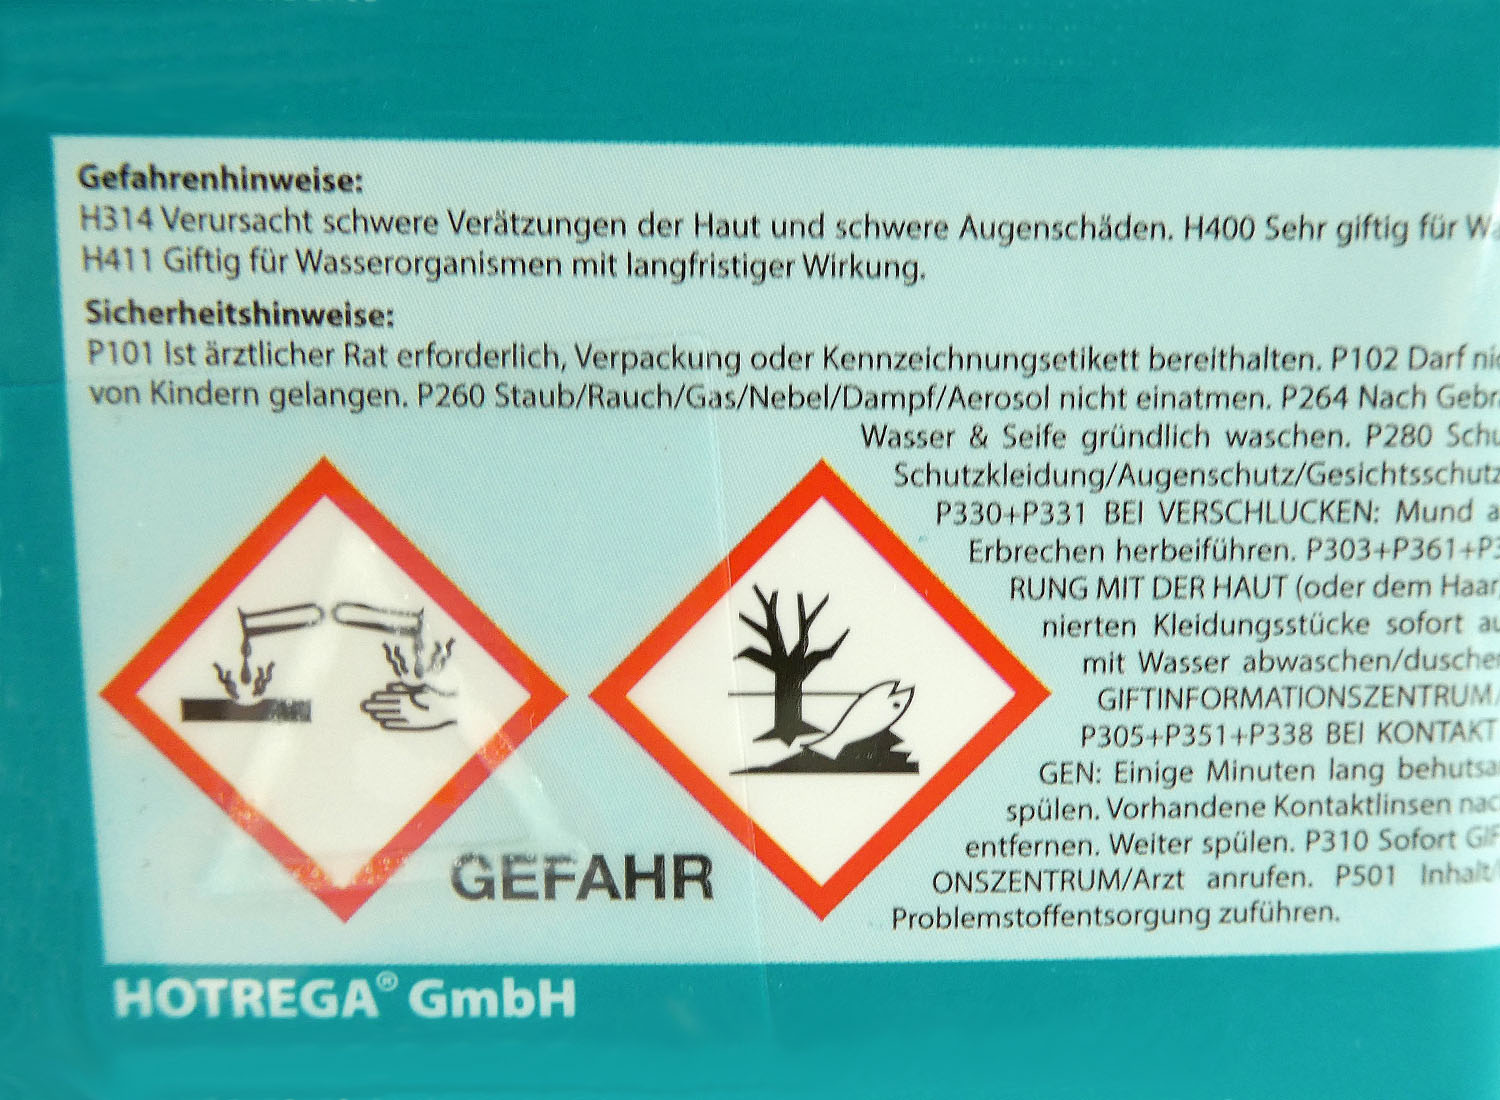 Gefahrenhinweise:
H314 Verursacht schwere Verätzungen der Haut und schwere Augenschäden. H400 Sehr giftig für
H411 Giftig für Wasserorganismen mit langfristiger Wirkung.
Sicherheitshinweise:
P101 Ist ärztlicher Rat erforderlich, Verpackung oder Kennzeichnungsetikett bereithalten. P102 Darf
von Kindern gelangen. P260 Staub/Rauch/Gas/Nebel/Dampf/Aerosol nicht einatmen. P264 Nach
Wasser & Seife gründlich waschen. P280
Schutzkleidung/Augenschutz/Gesichtsschutz
P330+P331 BEI VERSCHLUCKEN: Mund
Erbrechen herbeiführen. P303+P361+
RUNG MIT DER HAUT (oder dem Haar
nierten Kleidungsstücke sofort
mit Wasser abwaschen/duschen
GIFTINFORMATIONSZENTRUM/
P305+P351+P338 BEI KONTAKT
GEN: Einige Minuten lang
spülen. Vorhandene Kontaktlinsen
entfernen. Weiter spülen. P310 Sofort
ONSZENTRUM/Arzt anrufen. P501 Inhalt/
Problemstoffentsorgung zuführen.
GEFAHR
HOTREGA® GmbH